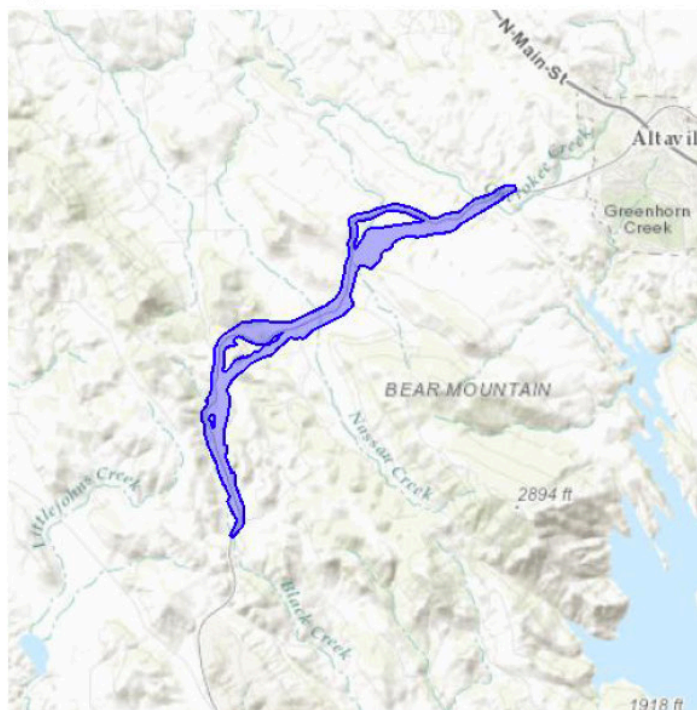 N-Main-St
Altavil
Greenhorn
Creek
BEAR MOUNTAIN
Nassau Creek
2894 ft
Littlejohns Creek
Black Creek
1918 ft